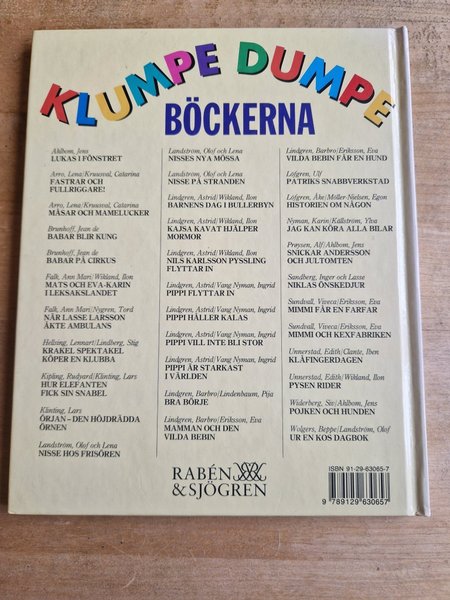 KLUMPE DUMPE
BÖCKERNA
Ahlbom, Jens
LUKAS I FÖNSTRET
Arro, Lena/Kruusval, Catarina
FASTRAR OCH
FULLRIGGARE!
Arro, Lena/Kruusval, Catarina
MÅSAR OCH MAMELUCKER
Brunhoff, Jean de
BABAR BLIR KUNG
Brunhoff, Jean de
BABAR PÅ CIRKUS
Falk, Ann Mari/Wikland, Ilon
MATS OCH EVA-KARIN
I LEKSAKSLANDET
Falk, Ann Mari/Nygren, Tord
NÄR LASSE LARSSON
ÅKTE AMBULANS
Hellsing, Lennart/Lindberg, Stig
KRAKEL SPEKTAKEL
KÖPER EN KLUBBA
Kipling, Rudyard/Klinting, Lars
HUR ELEFANTEN
FICK SIN SNABEL
Klinting, Lars
ÖRJAN – DEN HÖJDRÄDDA
ÖRNEN
Landström, Olof och Lena
NISSE HOS FRISÖREN
Landström, Olof och Lena
NISSES NYA MÖSSA
Landström, Olof och Lena
NISSE PÅ STRANDEN
Lindgren, Astrid/Wikland, Ilon
BARNENS DAG I BULLERBYN
Lindgren, Astrid/Wikland, Ilon
KAJSA KAVAT HJÄLPER
MORMOR
Lindgren, Astrid/Wikland, Ilon
NILS KARLSSON PYSSLING
FLYTTAR IN
Lindgren, Astrid/Vang Nyman, Ingrid
PIPPI FLYTTAR IN
Lindgren, Astrid/Vang Nyman, Ingrid
PIPPI HÅLLER KALAS
Lindgren, Astrid/Vang Nyman, Ingrid
PIPPI VILL INTE BLI STOR
Lindgren, Astrid/Vang Nyman, Ingrid
PIPPI ÄR STARKAST
I VÄRLDEN
Lindgren, Barbro/Lindenbaum, Pija
BRA BÖRJE
Lindgren, Barbro/Eriksson, Eva
MAMMAN OCH DEN
VILDA BEBIN
Lindgren, Barbro/Eriksson, Eva
VILDA BEBIN FÅR EN HUND
Löfgren, Ulf
PATRIKS SNABBVERKSTAD
Löfgren, Åke/Möller-Nielsen, Egon
HISTORIEN OM NÅGON
Nyman, Karin/Källström, Ylva
JAG KAN KÖRA ALLA BILAR
Prøysen, Alf/Ahlbom, Jens
SNICKAR ANDERSSON
OCH JULTOMTEN
Sandberg, Inger och Lasse
NIKLAS ÖNSKEDJUR
Sundvall, Viveca/Eriksson, Eva
MIMMI FÅR EN FARFAR
Sundvall, Viveca/Eriksson, Eva
MIMMI OCH KEXFABRIKEN
Unnerstad, Edith/Clante, Iben
KLÅFINGERDAGEN
Unnerstad, Edith/Wikland, Ilon
PYSEN RIDER
Widerberg, Siv/Ahlbom, Jens
POJKEN OCH HUNDEN
Wolgers, Beppe/Landström, Olof
UR EN KOS DAGBOK
RABÉN
& SJÖGREN
ISBN 91-29-63065-7
9 789129 630657